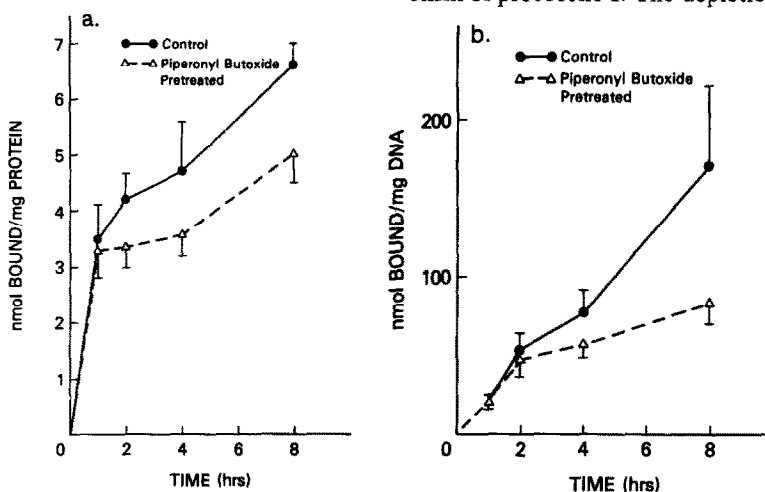 The depletio
a.
Control
Piperonyl Butoxide
Pretreated
7
6
5
4
3
2
1
0
2
4
6
8
nmol BOUND/mg PROTEIN
TIME (hrs)
b.
Control
Piperonyl Butoxide
Pretreated
200
100
0
2
4
6
8
nmol BOUND/mg DNA
TIME (hrs)